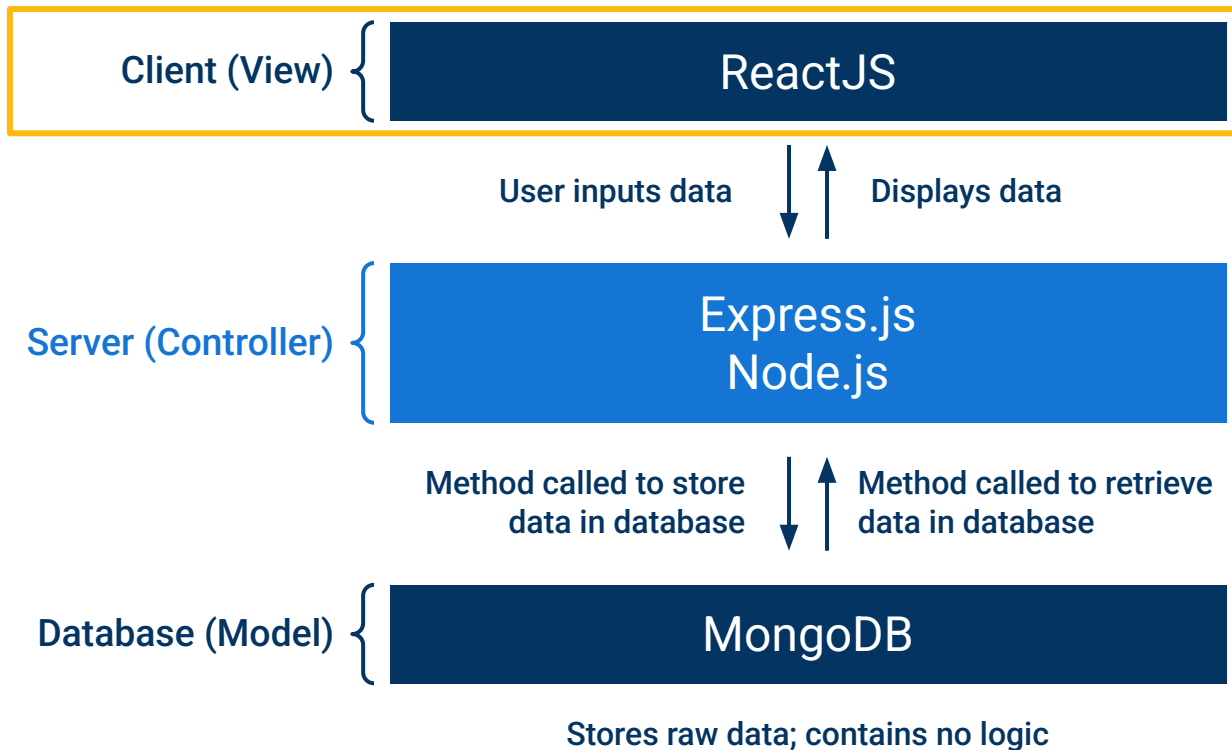 Client (View)
ReactJS
User inputs data
Displays data
Server (Controller)
Express.js
Node.js
Method called to store
data in database
Method called to retrieve
data in database
Database (Model)
MongoDB
Stores raw data; contains no logic